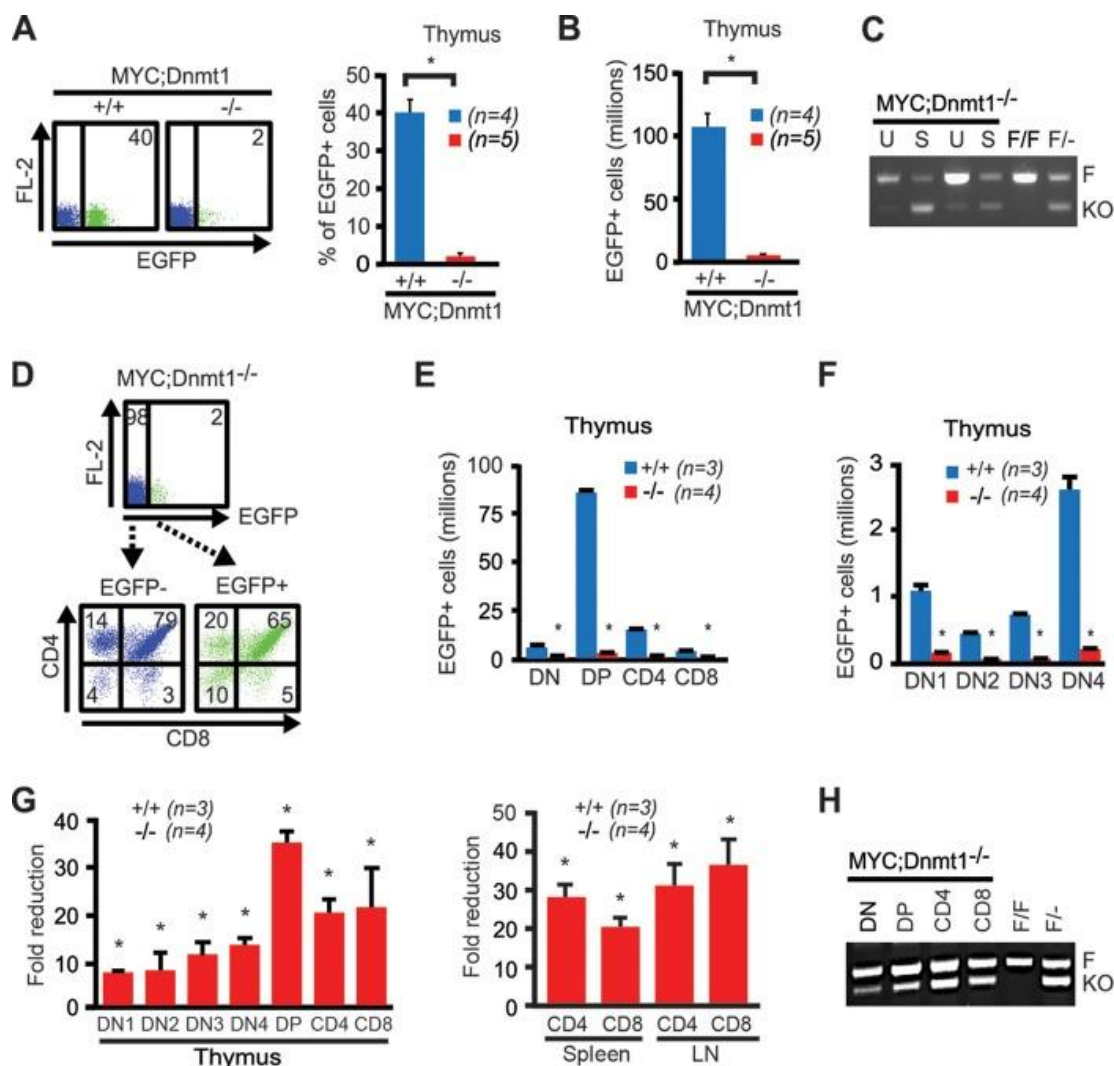 A
MYC;Dnmt1
+/+ -/-
40 2
FL-2
EGFP
Thymus
*
50
40
30
20
10
0
% of EGFP+ cells
(n=4)
(n=5)
+/+ -/-
MYC;Dnmt1
B
Thymus
*
150
100
50
0
EGFP+ cells (millions)
(n=4)
(n=5)
+/+ -/-
MYC;Dnmt1
C
MYC;Dnmt1-/-
U S U S F/F F/-
F
KO
D
MYC;Dnmt1-/-
98 2
FL-2
EGFP
EGFP- EGFP+
14 79 20 65
4 3 10 5
CD4
CD8
E
Thymus
100
75
50
25
0
EGFP+ cells (millions)
+/+ (n=3)
-/- (n=4)
* * * *
DN DP CD4 CD8
F
Thymus
3
2
1
0
EGFP+ cells (millions)
+/+ (n=3)
-/- (n=4)
* * * *
DN1 DN2 DN3 DN4
G
40
30
20
10
0
Fold reduction
+/+ (n=3)
-/- (n=4)
* * * * * * *
DN1 DN2 DN3 DN4 DP CD4 CD8
Thymus
50
40
30
20
10
0
Fold reduction
+/+ (n=3)
-/- (n=4)
* * * *
CD4 CD8 CD4 CD8
Spleen LN
H
MYC;Dnmt1-/-
DN DP CD4 CD8 F/F F/-
F
KO